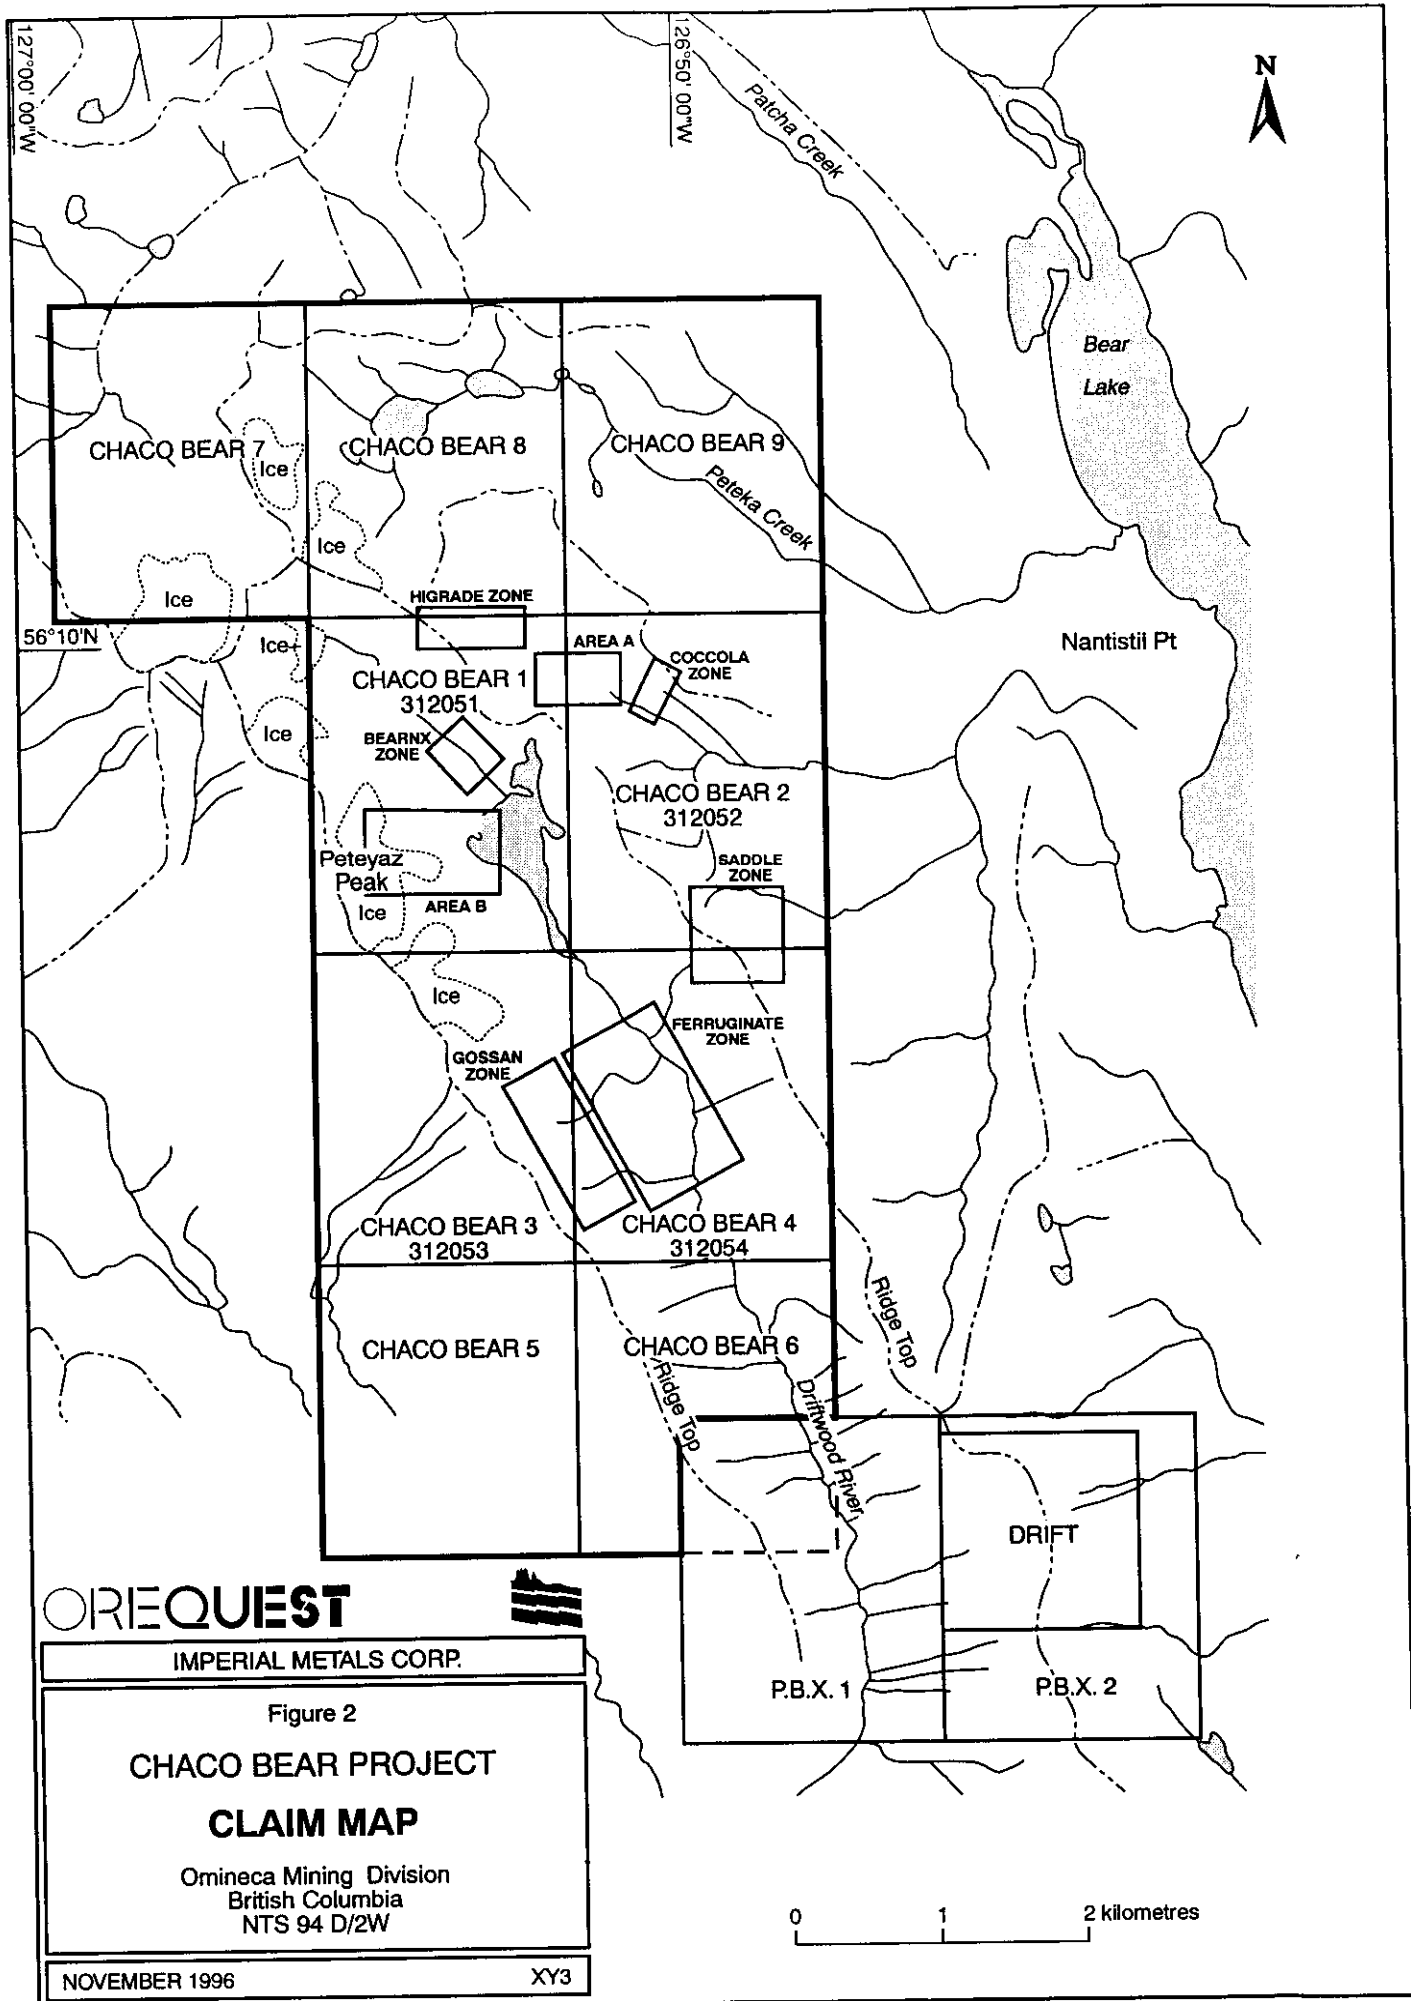 127°00' 00"W
126°50' 00"W
N
Patcha Creek
Bear
Lake
CHACO BEAR 7
CHACO BEAR 8
CHACO BEAR 9
Ice
Peteka Creek
Ice
Ice
HIGRADE ZONE
56°10'N
Ice
AREA A
Nantistii Pt
COCCOLA
ZONE
CHACO BEAR 1
312051
Ice
BEARNX
ZONE
CHACO BEAR 2
312052
Peteyaz
Peak
SADDLE
ZONE
Ice
AREA B
Ice
FERRUGINATE
ZONE
GOSSAN
ZONE
CHACO BEAR 3
312053
CHACO BEAR 4
312054
Ridge Top
CHACO BEAR 5
CHACO BEAR 6
Ridge Top
Driftwood River
DRIFT
P.B.X. 1
P.B.X. 2
OREQUEST
IMPERIAL METALS CORP.
Figure 2
CHACO BEAR PROJECT
CLAIM MAP
Omineca Mining Division
British Columbia
NTS 94 D/2W
NOVEMBER 1996 XY3
0 1 2 kilometres